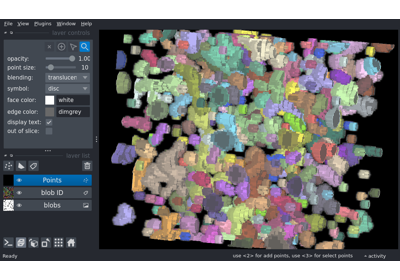 File View Plugins Window Help
layer controls
opacity: 1.00
point size: 10
blending: translucen
symbol: disc
face color: white
edge color: dimgrey
display text:
out of slice:
layer list
Points
blob ID
blobs
Ready
use <2> for add points, use <3> for select points
activity